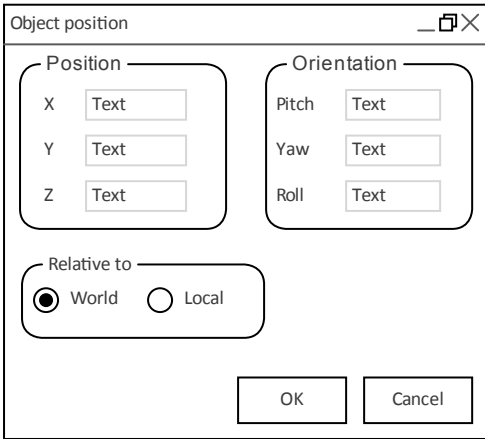 Object position
Position
Orientation
X Text
Pitch Text
Y Text
Yaw Text
Z Text
Roll Text
Relative to
World Local
OK Cancel